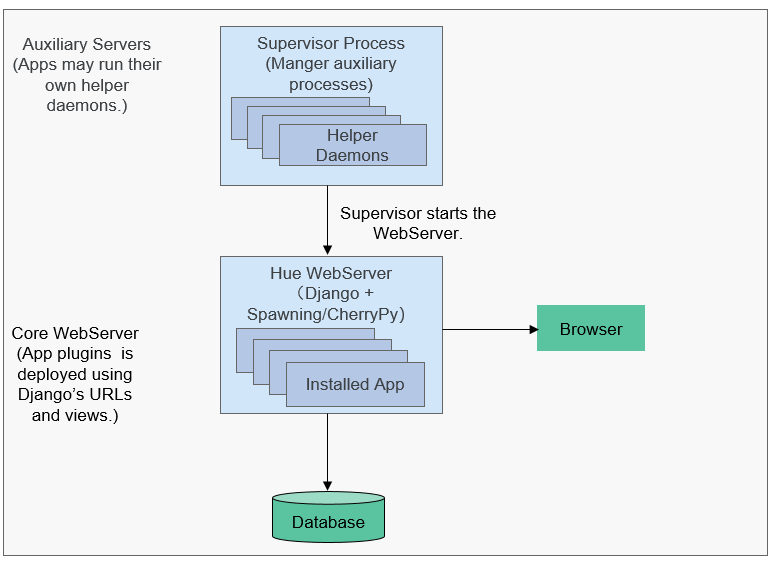 Auxiliary Servers
(Apps may run their
own helper
daemons.)
Supervisor Process
(Manger auxiliary
processes)
Helper
Daemons
Supervisor starts the
WebServer.
Hue WebServer
（Django +
Spawning/CherryPy）
Installed App
Browser
Core WebServer
(App plugins  is
deployed using
Django’s URLs
and views.)
Database